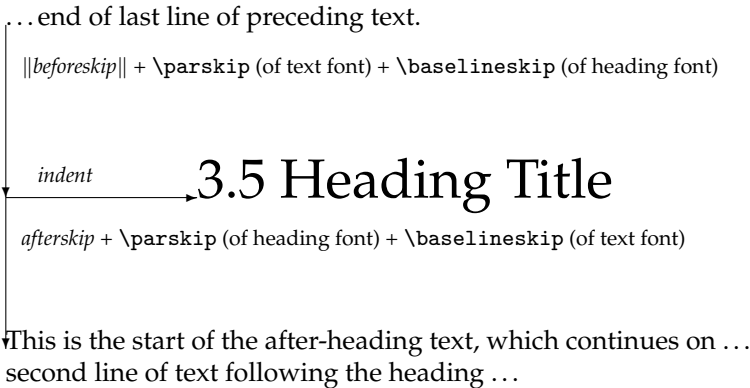 ... end of last line of preceding text.
||beforeskip|| + \parskip (of text font) + \baselineskip (of heading font)
indent
3.5 Heading Title
afterskip + \parskip (of heading font) + \baselineskip (of text font)
This is the start of the after-heading text, which continues on ...
second line of text following the heading ...